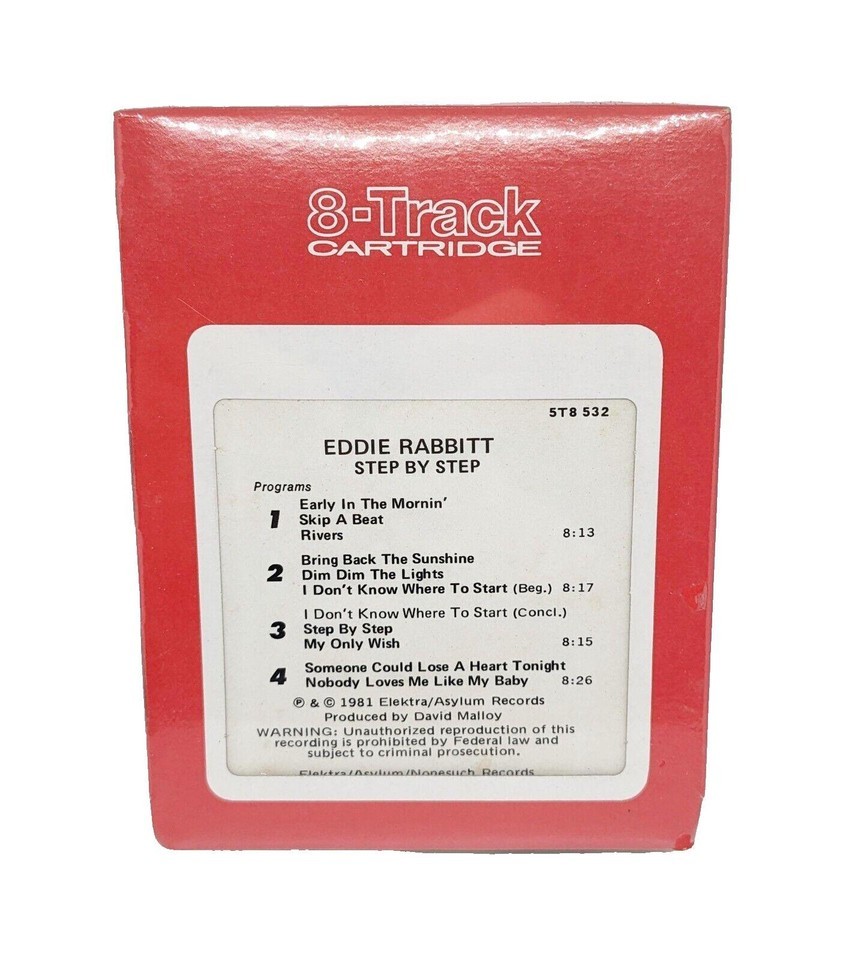 8-Track
CARTRIDGE
5T8 532
EDDIE RABBITT
STEP BY STEP
Programs
1 Early In The Mornin'
Skip A Beat
Rivers 8:13
2 Bring Back The Sunshine
Dim Dim The Lights
I Don't Know Where To Start (Beg.) 8:17
3 I Don't Know Where To Start (Concl.)
Step By Step
My Only Wish 8:15
4 Someone Could Lose A Heart Tonight
Nobody Loves Me Like My Baby 8:26
℗ & © 1981 Elektra/Asylum Records
Produced by David Malloy
WARNING: Unauthorized reproduction of this
recording is prohibited by Federal law and
subject to criminal prosecution.
Elektra/Asylum/Nonesuch Records